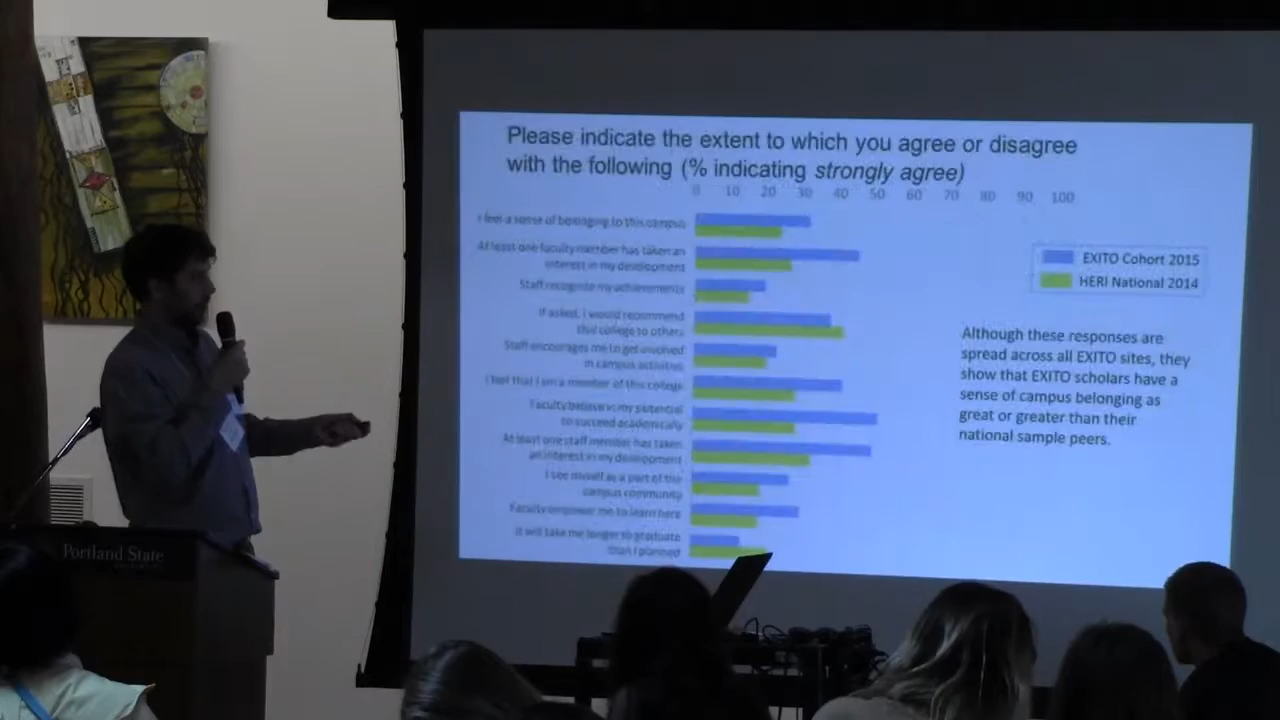 Please indicate the extent to which you agree or disagree
with the following (% indicating strongly agree)
0 10 20 30 40 50 60 70 80 90 100
I feel a sense of belonging to this campus
At least one faculty member has taken an
interest in my development
Staff recognize my achievements
If asked, I would recommend
this college to others
Staff encourages me to get involved
in campus activities
I feel that I am a member of this college
Faculty believe in my potential
to succeed academically
At least one staff member has taken
an interest in my development
I see myself as a part of the
campus community
Faculty empower me to learn here
It will take me longer to graduate
than I planned
EXITO Cohort 2015
HERI National 2014
Although these responses are
spread across all EXITO sites, they
show that EXITO scholars have a
sense of campus belonging as
great or greater than their
national sample peers.
Portland State